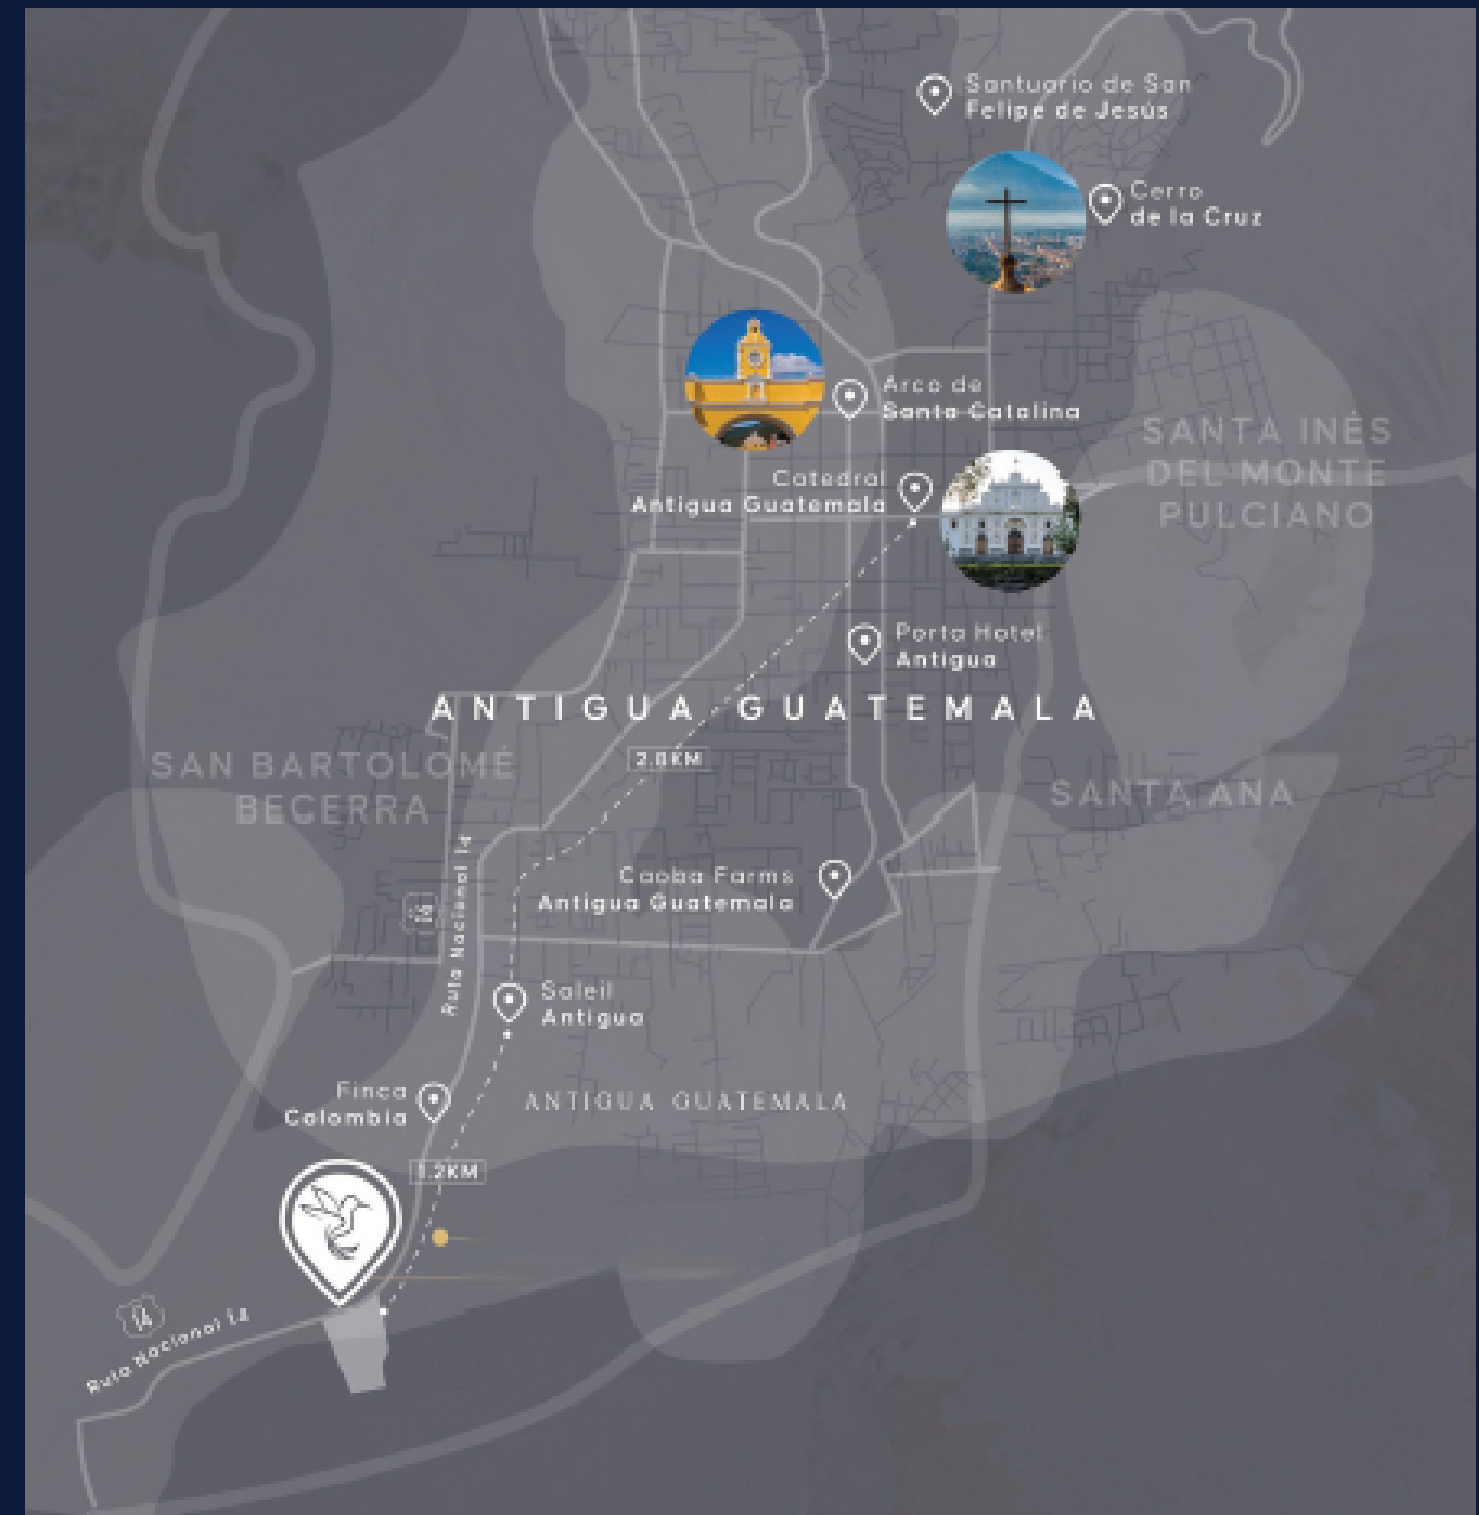 Santuario de San
Felipe de Jesús
Cerro
de la Cruz
Arco de
Santa Catalina
SANTA INÉS
DEL MONTE
PULCIANO
Catedral
Antigua Guatemala
Porta Hotel
Antigua
ANTIGUA GUATEMALA
SAN BARTOLOMÉ
BECERRA
2.8KM
SANTA ANA
Ruta Nacional 14
Caoba Farms
Antigua Guatemala
14
Soleil
Antigua
Finca
Colombia
ANTIGUA GUATEMALA
1.2KM
14
Ruta Nacional 14